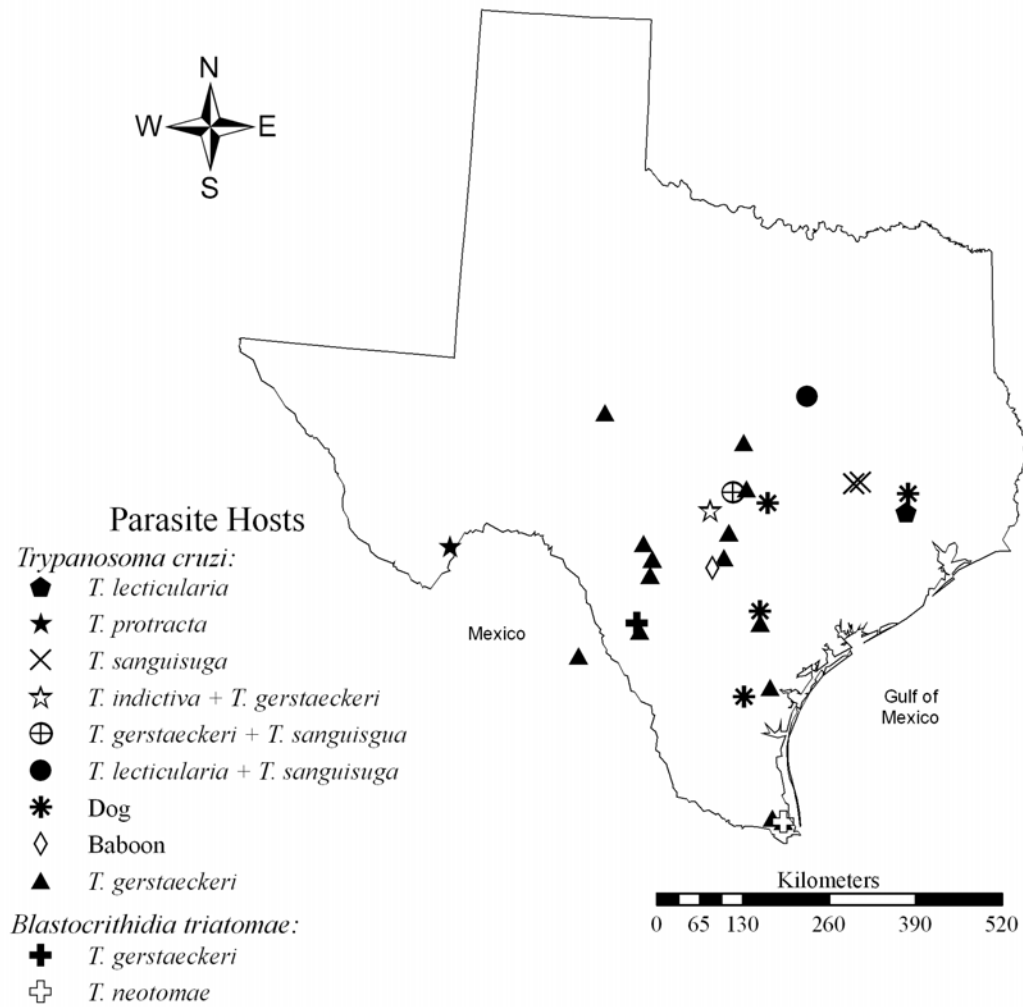 N
W E
S
Parasite Hosts
Trypanosoma cruzi:
T. lecticularia
T. protracta
T. sanguisuga
T. indictiva + T. gerstaeckeri
T. gerstaeckeri + T. sanguisgua
T. lecticularia + T. sanguisuga
Dog
Baboon
T. gerstaeckeri
Blastocrithidia triatomae:
T. gerstaeckeri
T. neotomae
Mexico
Gulf of
Mexico
Kilometers
0 65 130 260 390 520